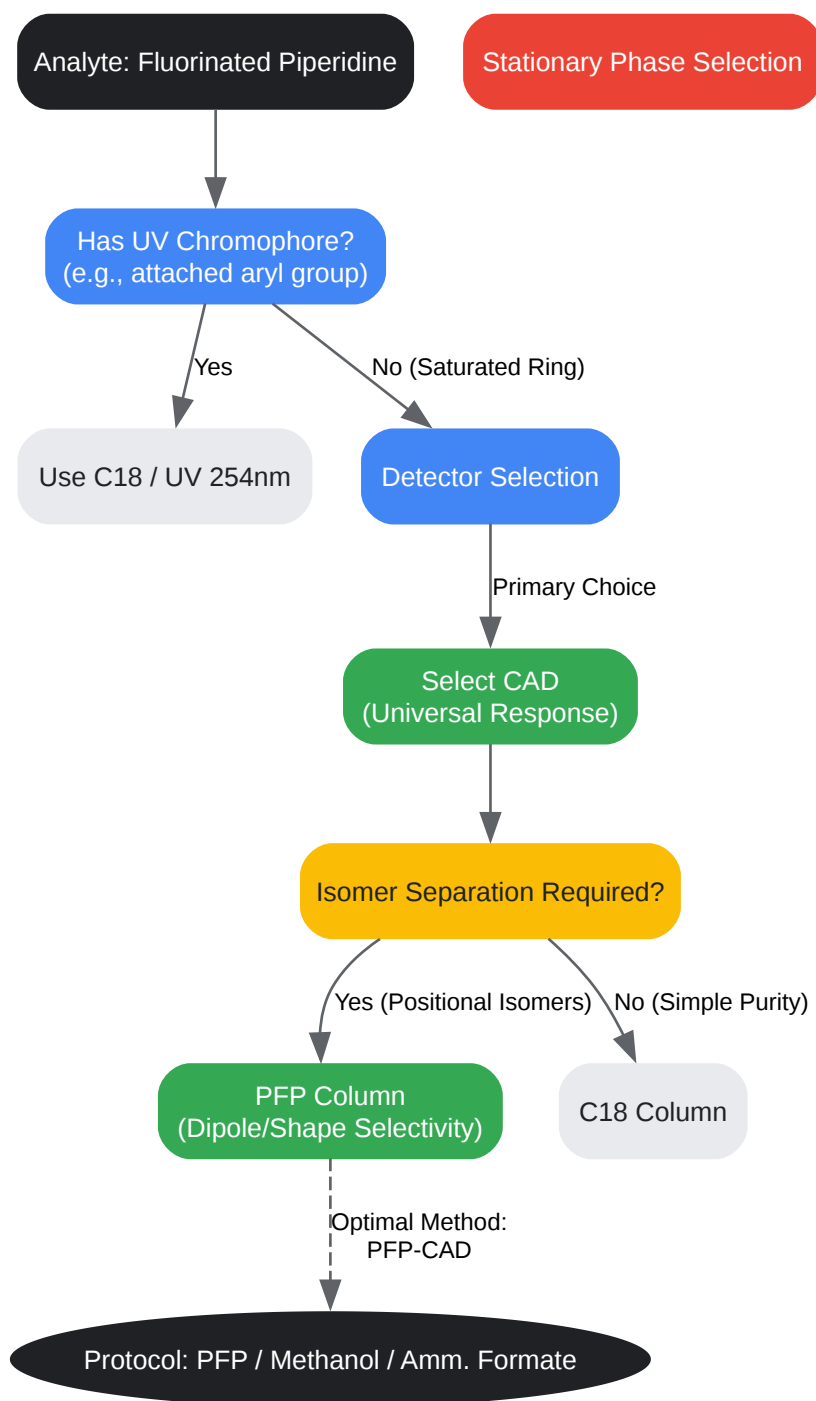 Analyte: Fluorinated Piperidine
Stationary Phase Selection
Has UV Chromophore?
(e.g., attached aryl group)
Yes
No (Saturated Ring)
Use C18 / UV 254nm
Detector Selection
Primary Choice
Select CAD
(Universal Response)
Isomer Separation Required?
Yes (Positional Isomers)
No (Simple Purity)
PFP Column
(Dipole/Shape Selectivity)
C18 Column
Optimal Method:
PFP-CAD
Protocol: PFP / Methanol / Amm. Formate